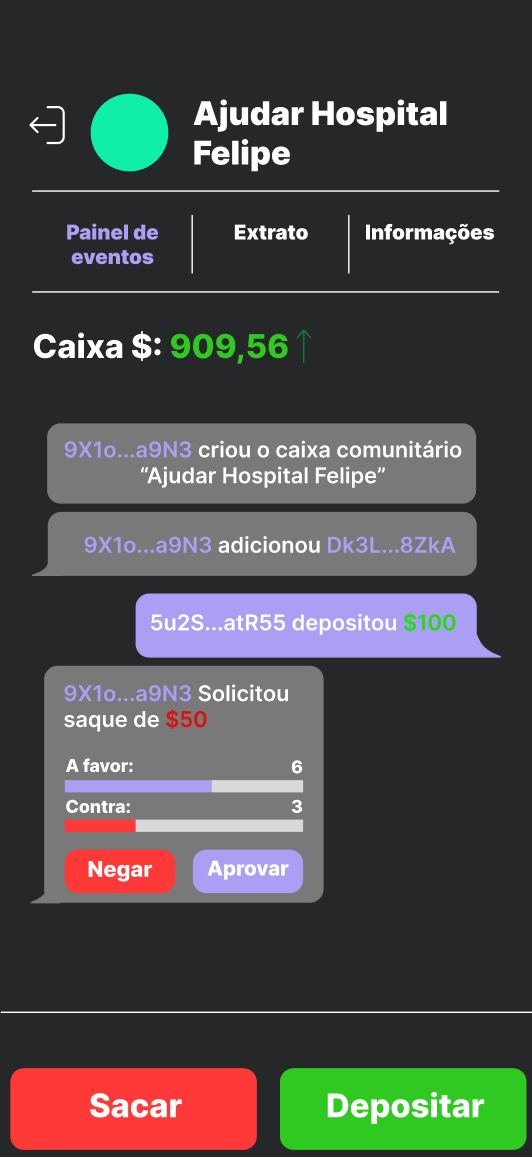 Ajudar Hospital
Felipe
Painel de
eventos
Extrato
Informações
Caixa $: 909,56
9X1o...a9N3 criou o caixa comunitário
“Ajudar Hospital Felipe”
9X1o...a9N3 adicionou Dk3L...8ZkA
5u2S...atR55 depositou $100
9X1o...a9N3 Solicitou
saque de $50
A favor: 6
Contra: 3
Negar
Aprovar
Sacar
Depositar